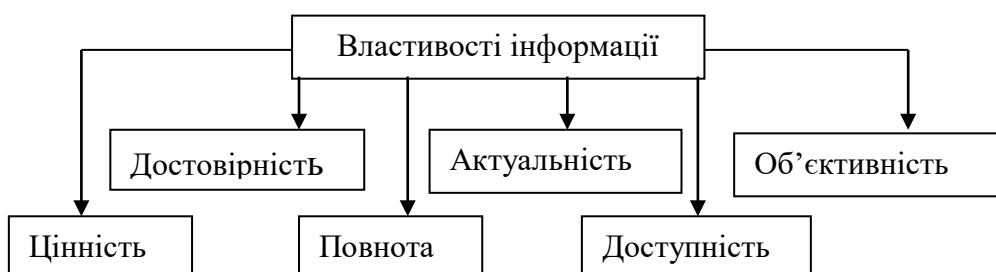 Властивості інформації
Достовірність
Актуальність
Об’єктивність
Цінність
Повнота
Доступність